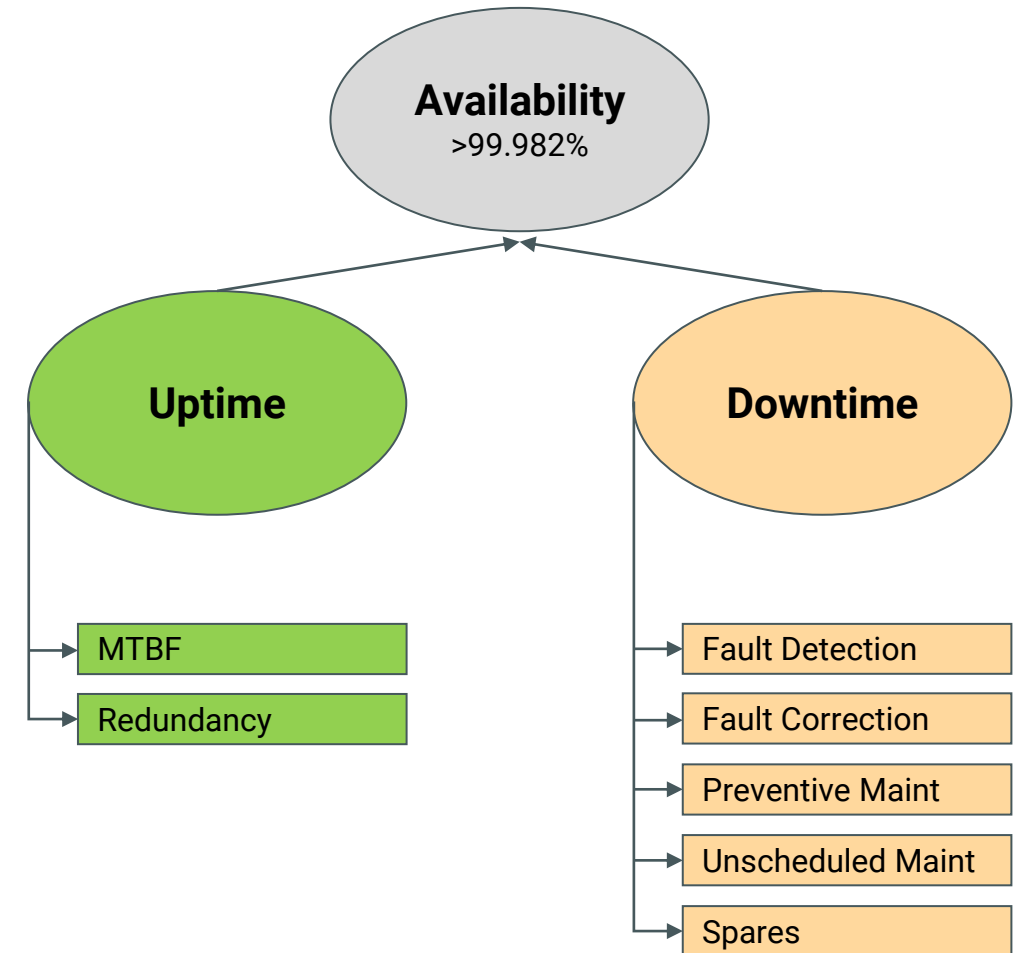 Availability
>99.982%
Uptime
Downtime
MTBF
Redundancy
Fault Detection
Fault Correction
Preventive Maint
Unscheduled Maint
Spares